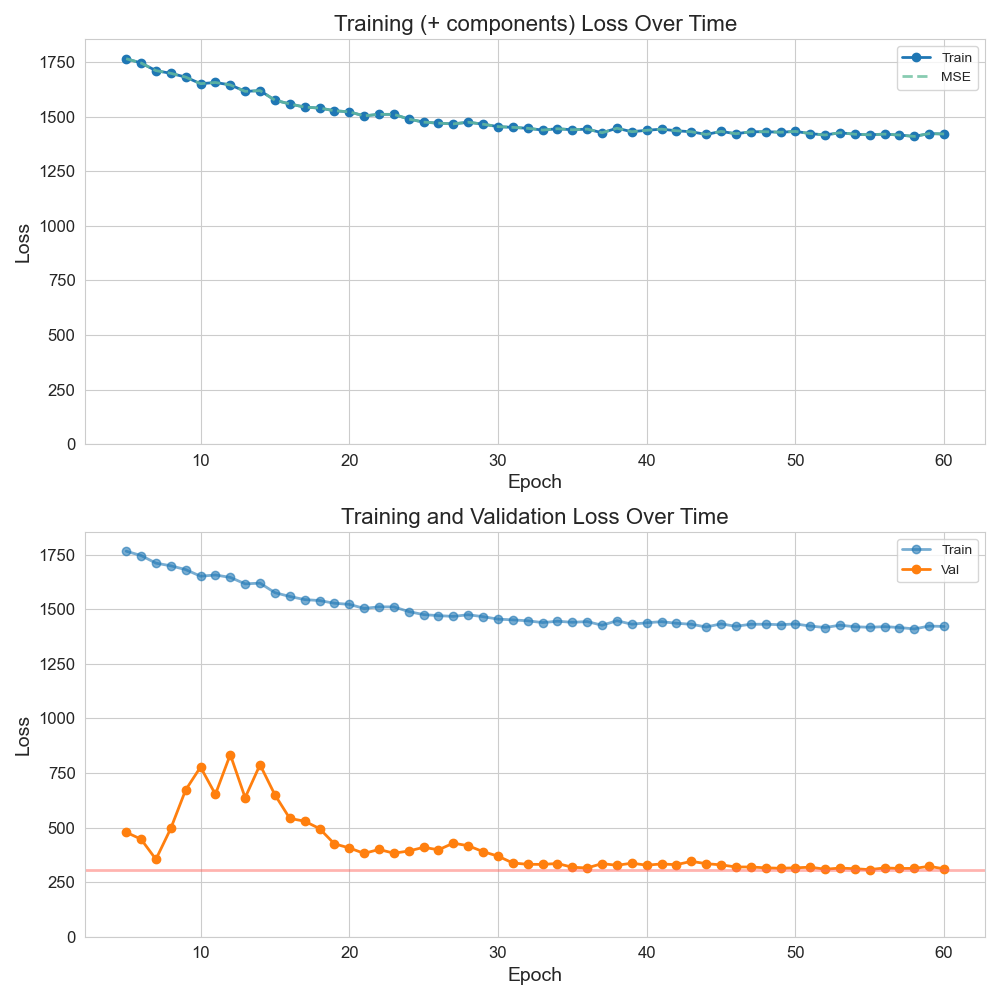 Training (+ components) Loss Over Time
Train
MSE
1750
1500
1250
1000
750
500
250
0
Loss
10 20 30 40 50 60
Epoch
Training and Validation Loss Over Time
Train
Val
1750
1500
1250
1000
750
500
250
0
Loss
10 20 30 40 50 60
Epoch